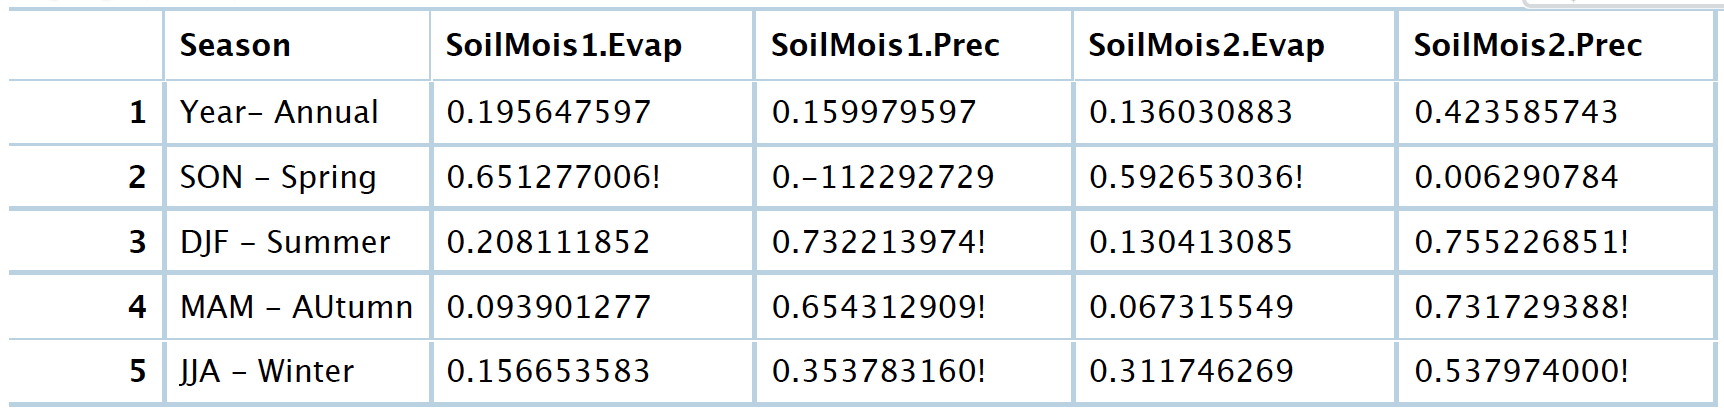 Season SoilMois1.Evap SoilMois1.Prec SoilMois2.Evap SoilMois2.Prec
1 Year- Annual 0.195647597 0.159979597 0.136030883 0.423585743
2 SON - Spring 0.651277006! 0.-112292729 0.592653036! 0.006290784
3 DJF - Summer 0.208111852 0.732213974! 0.130413085 0.755226851!
4 MAM - AUtumn 0.093901277 0.654312909! 0.067315549 0.731729388!
5 JJA - Winter 0.156653583 0.353783160! 0.311746269 0.537974000!